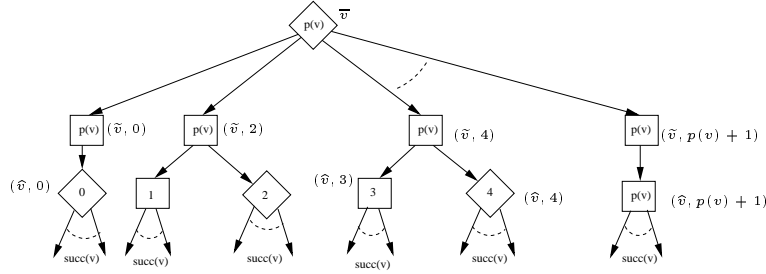 p(v) v̅
p(v) (ṽ, 0) p(v) (ṽ, 2) p(v) (ṽ, 4) p(v) (ṽ, p(v) + 1)
(v̂, 0) 0 1 2 (v̂, 3) 3 4 (v̂, 4) p(v) (v̂, p(v) + 1)
succ(v) succ(v) succ(v) succ(v) succ(v) succ(v)